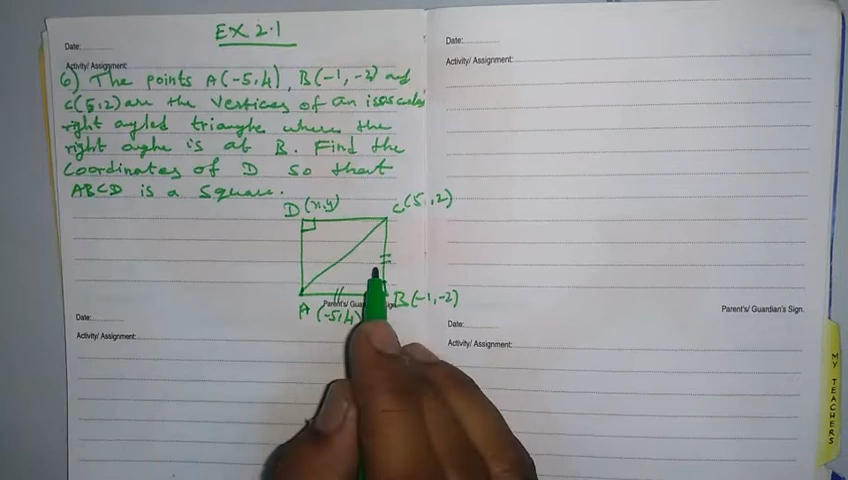 EX 2.1
Date:
Activity/ Assignment:
6) The points A(-5,4), B(-1,-2) and
C(5,2) are the vertices of an isosceles
right angled triangle where the
right angle is at B. Find the
Coordinates of D so that
ABCD is a Square.
D (x,y)
C(5,2)
Parent's/ Guar
Sign.
A (-5,4)
B(-1,-2)
Date:
Activity/ Assignment:
Date:
Activity/ Assignment:
Parent's/ Guardian's Sign.
Date:
Activity/ Assignment:
MY TEACHERS